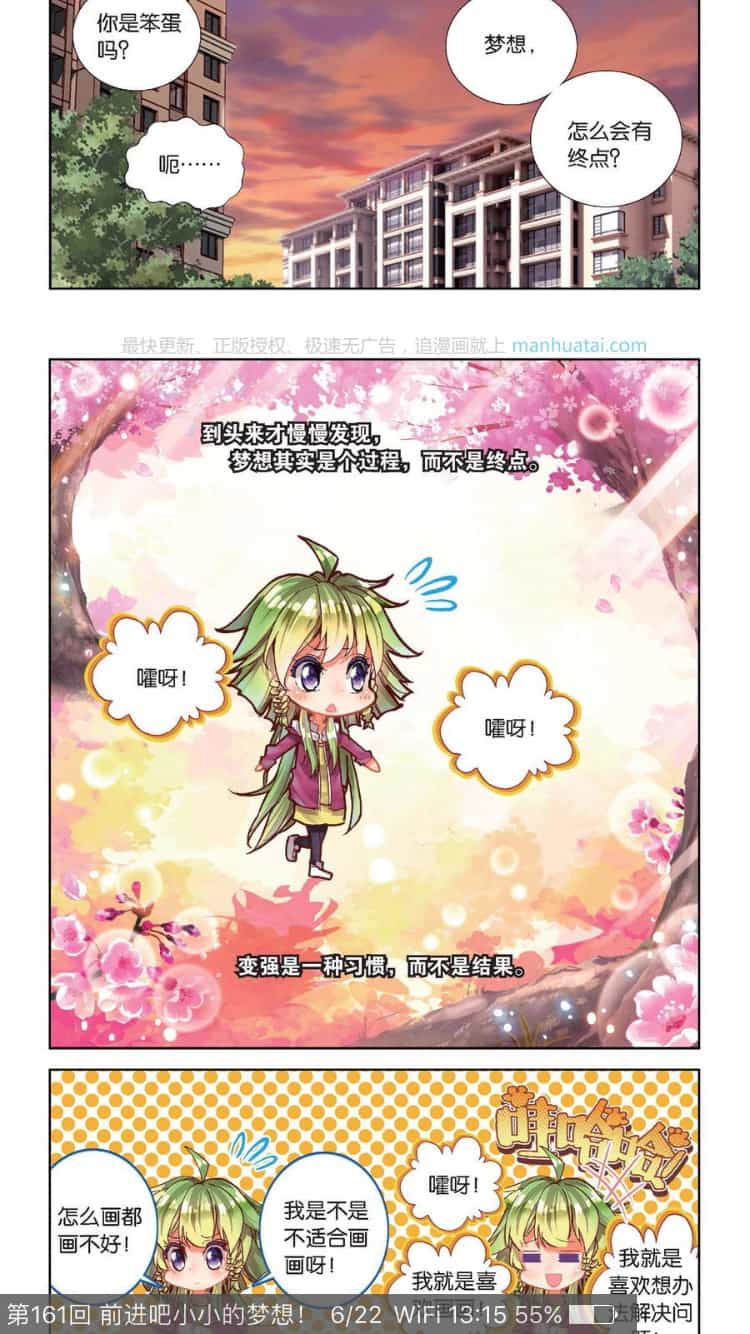 你是笨蛋
吗？
呃……
梦想，
怎么会有
终点？
最快更新、正版授权、极速无广告，追漫画就上 manhuatai.com
到头来才慢慢发现，
梦想其实是个过程，而不是终点。
嚯呀！
嚯呀！
变强是一种习惯，而不是结果。
怎么画都
画不好！
我是不是
不适合画
画呀！
哇哈哈！
嚯呀！
我就是喜
我就是
喜欢想办
法解决问
第161回 前进吧小小的梦想！ 6/22 WiFi 13:15 55%